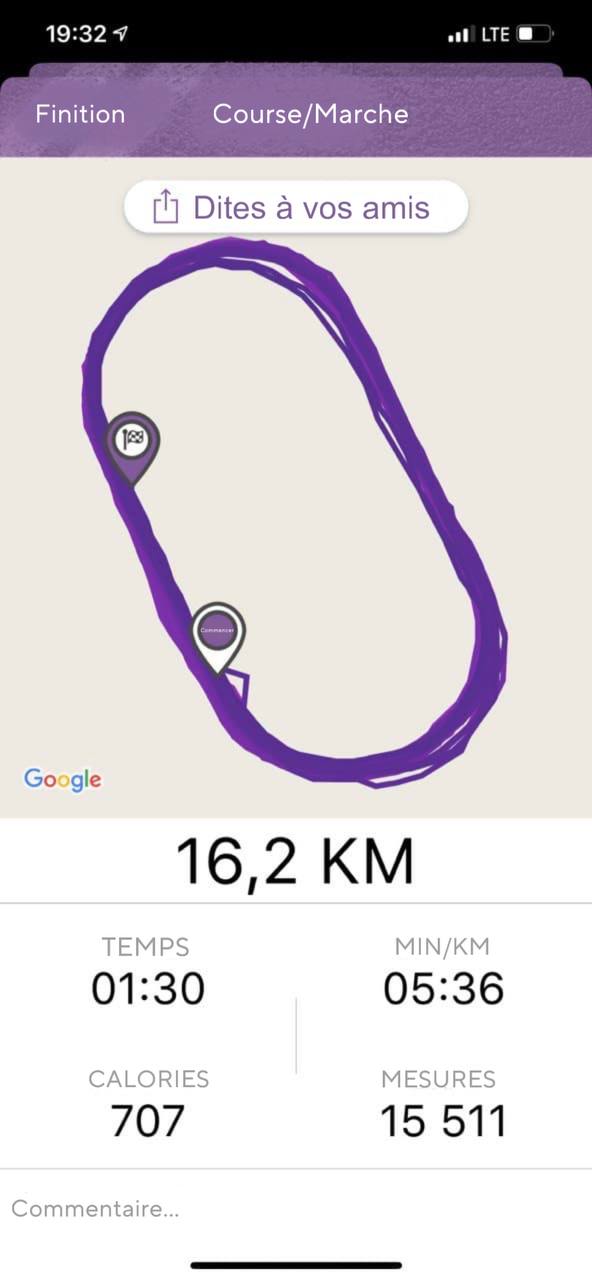 19:32
LTE
Finition
Course/Marche
Dites à vos amis
Commencer
Google
16,2 KM
TEMPS
MIN/KM
01:30
05:36
CALORIES
MESURES
707
15 511
Commentaire...